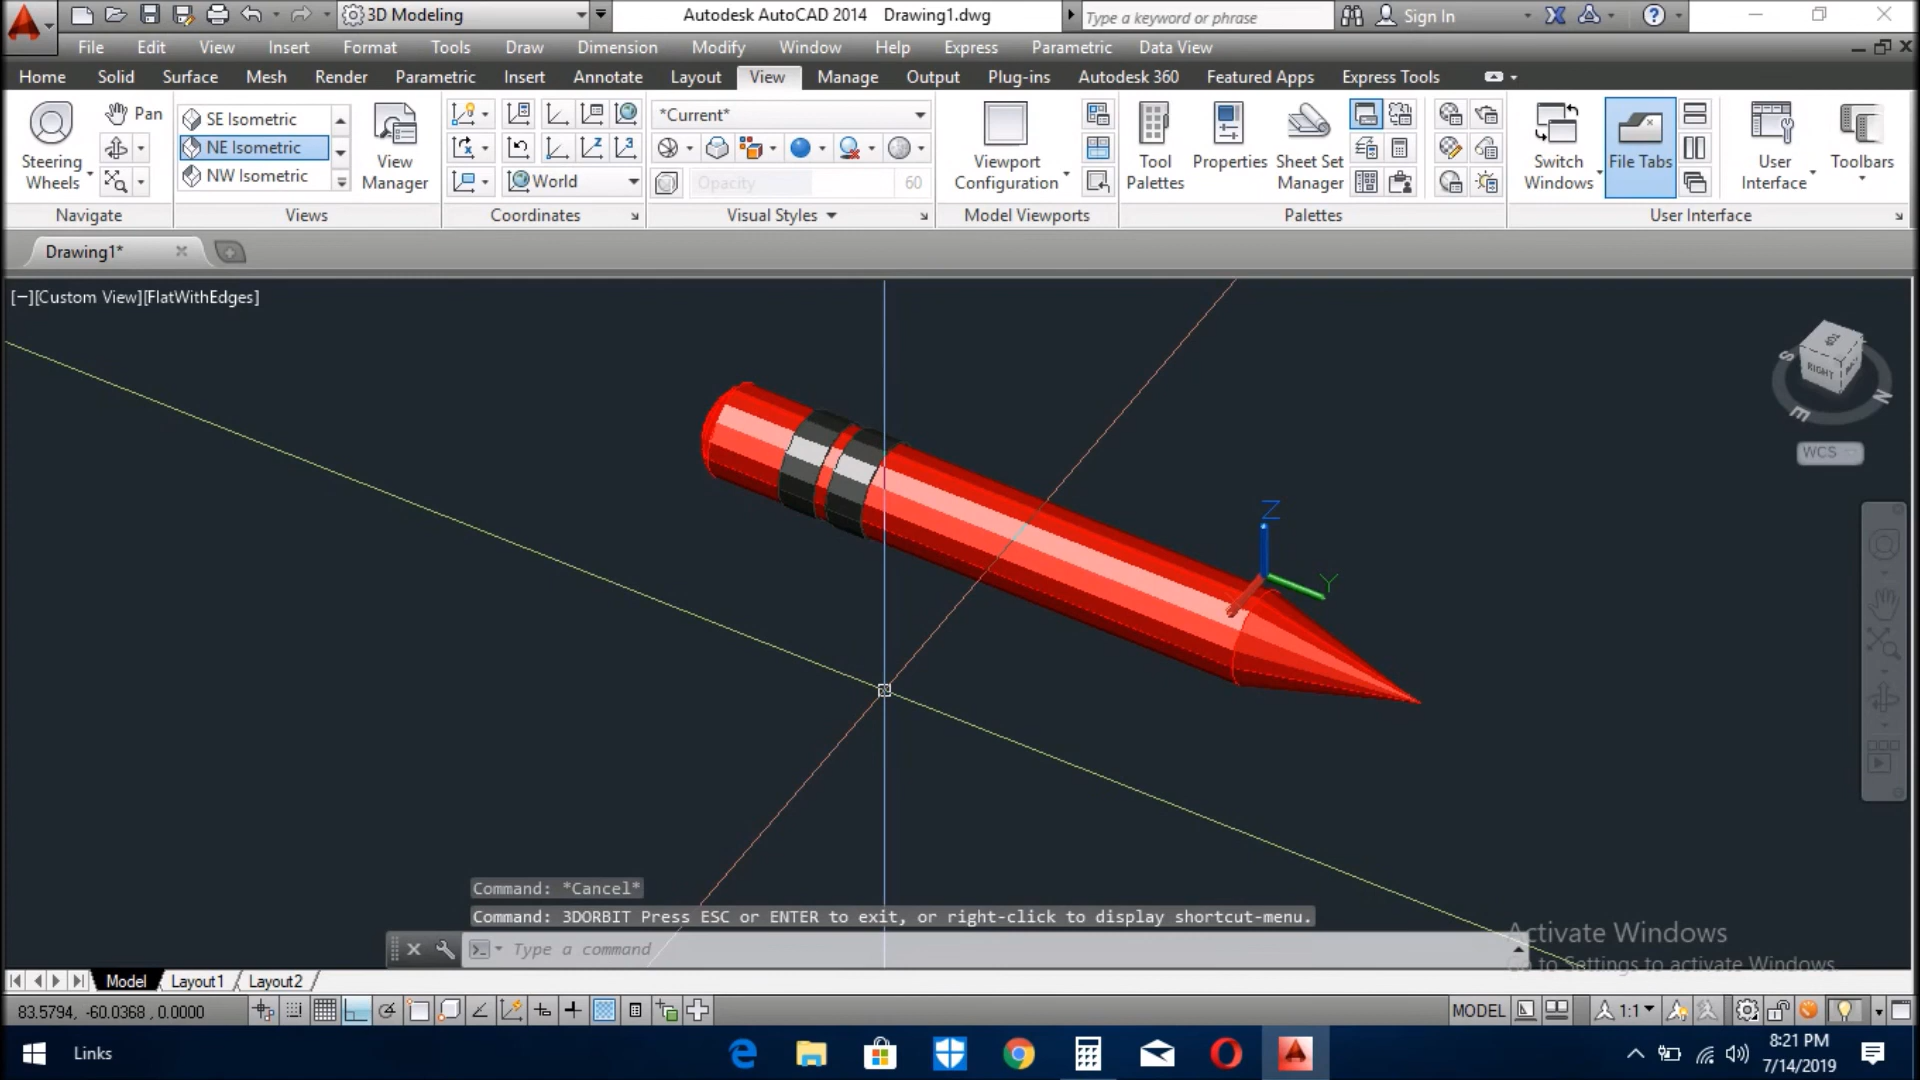 3D Modeling
Autodesk AutoCAD 2014 Drawing1.dwg
Type a keyword or phrase
Sign In
File Edit View Insert Format Tools Draw Dimension Modify Window Help Express Parametric Data View
Home Solid Surface Mesh Render Parametric Insert Annotate Layout View Manage Output Plug-ins Autodesk 360 Featured Apps Express Tools
Steering Wheels
Pan
Navigate
SE Isometric
NE Isometric
NW Isometric
View Manager
Views
World
Coordinates
*Current*
Opacity 60
Visual Styles
Viewport Configuration
Model Viewports
Tool Palettes
Properties
Sheet Set Manager
Palettes
Switch Windows
File Tabs
User Interface
Toolbars
User Interface
Drawing1*
[−][Custom View][FlatWithEdges]
S
RIGHT
N
E
WCS
Z
Y
Command: *Cancel*
Command: 3DORBIT Press ESC or ENTER to exit, or right-click to display shortcut-menu.
Type a command
Activate Windows
Go to Settings to activate Windows.
Model Layout1 Layout2
83.5794, -60.0368 , 0.0000
MODEL
1:1
Links
8:21 PM
7/14/2019